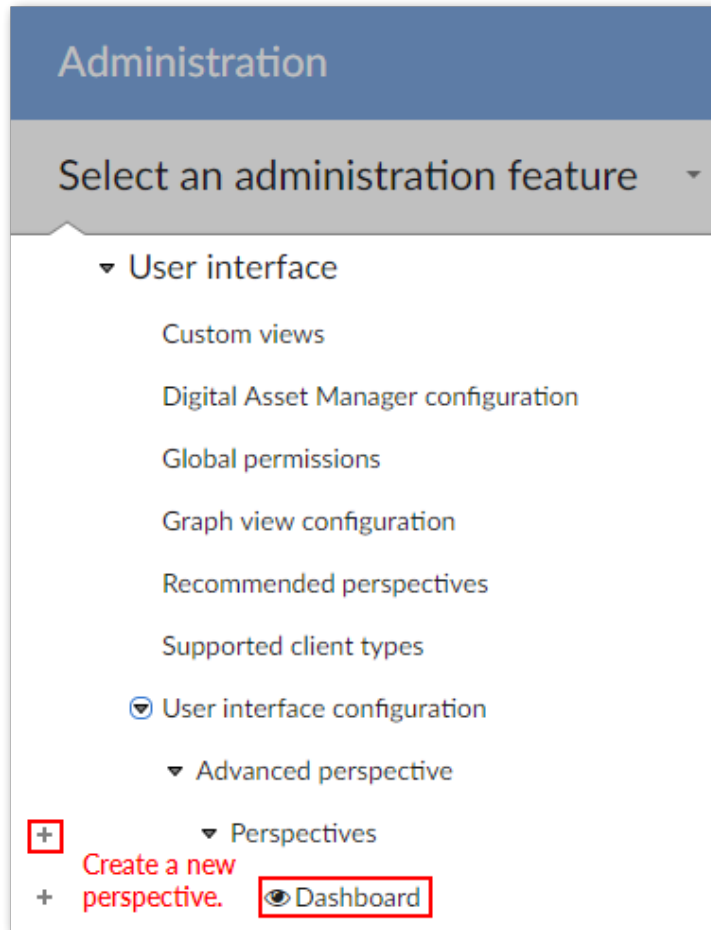 Administration
Select an administration feature
User interface
Custom views
Digital Asset Manager configuration
Global permissions
Graph view configuration
Recommended perspectives
Supported client types
User interface configuration
Advanced perspective
+ Perspectives
Create a new
+ perspective. Dashboard